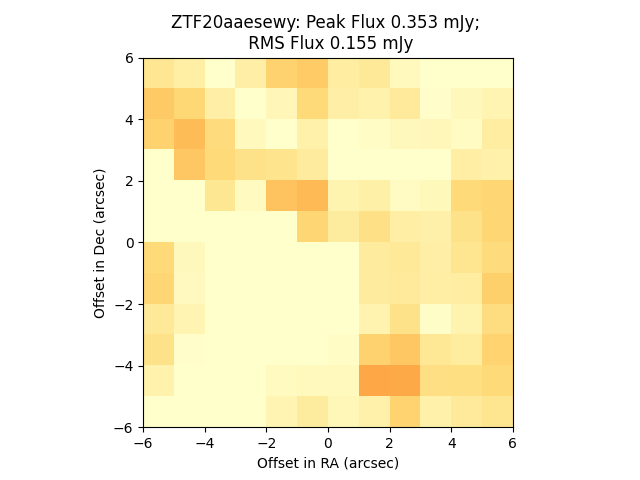 ZTF20aaesewy: Peak Flux 0.353 mJy;
RMS Flux 0.155 mJy
6
4
2
0
−2
−4
−6
Offset in Dec (arcsec)
−6 −4 −2 0 2 4 6
Offset in RA (arcsec)